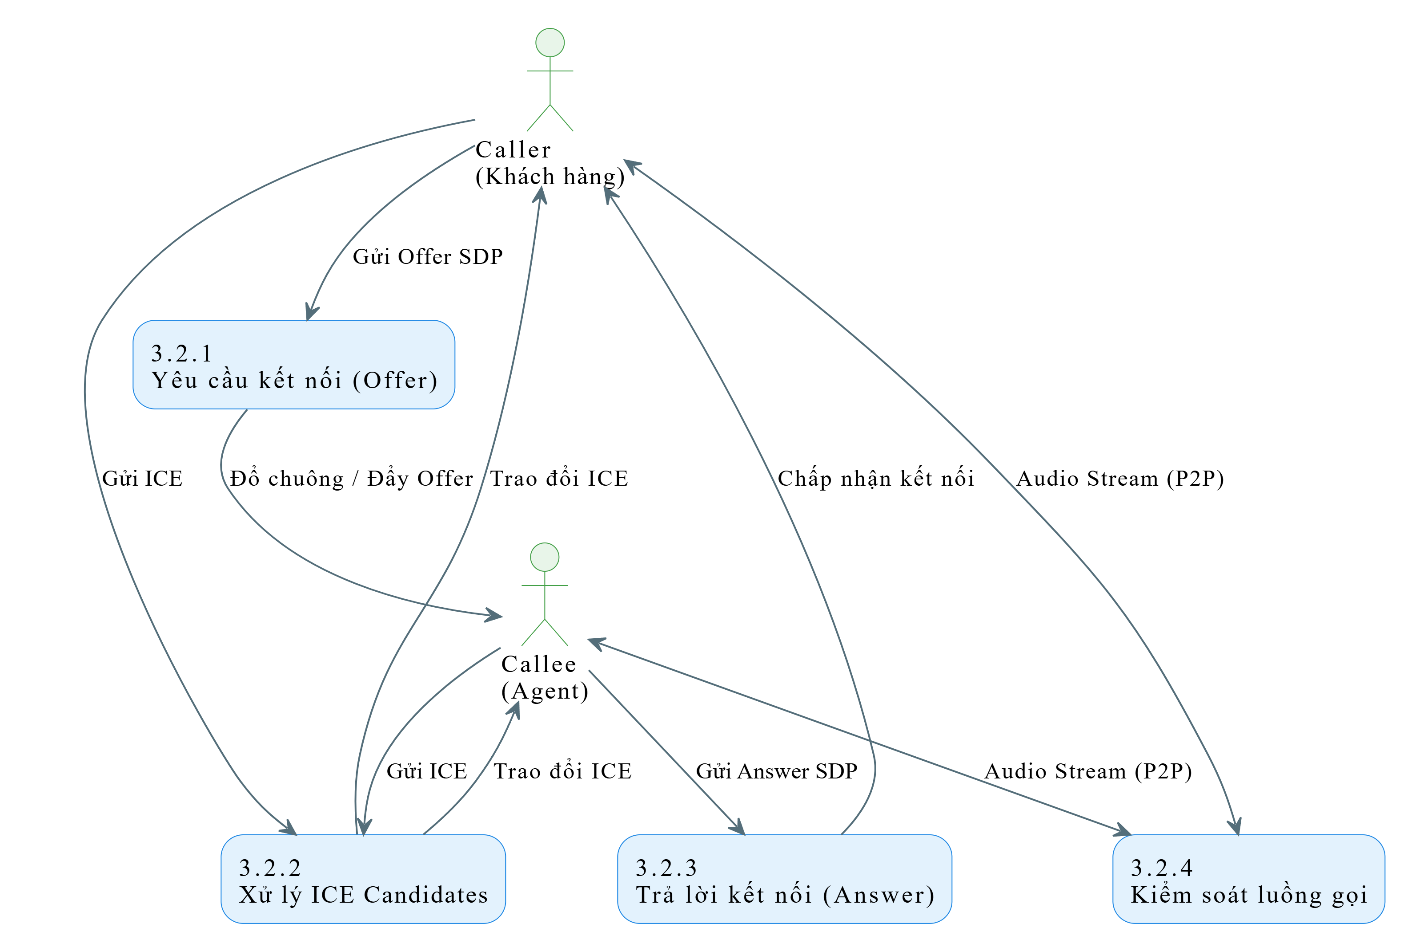 Caller
(Khách hàng)
Gửi Offer SDP
3.2.1
Yêu cầu kết nối (Offer)
Gửi ICE
Đổ chuông / Đẩy Offer
Trao đổi ICE
Chấp nhận kết nối
Audio Stream (P2P)
Callee
(Agent)
Gửi ICE
Trao đổi ICE
Gửi Answer SDP
Audio Stream (P2P)
3.2.2
Xử lý ICE Candidates
3.2.3
Trả lời kết nối (Answer)
3.2.4
Kiểm soát luồng gọi